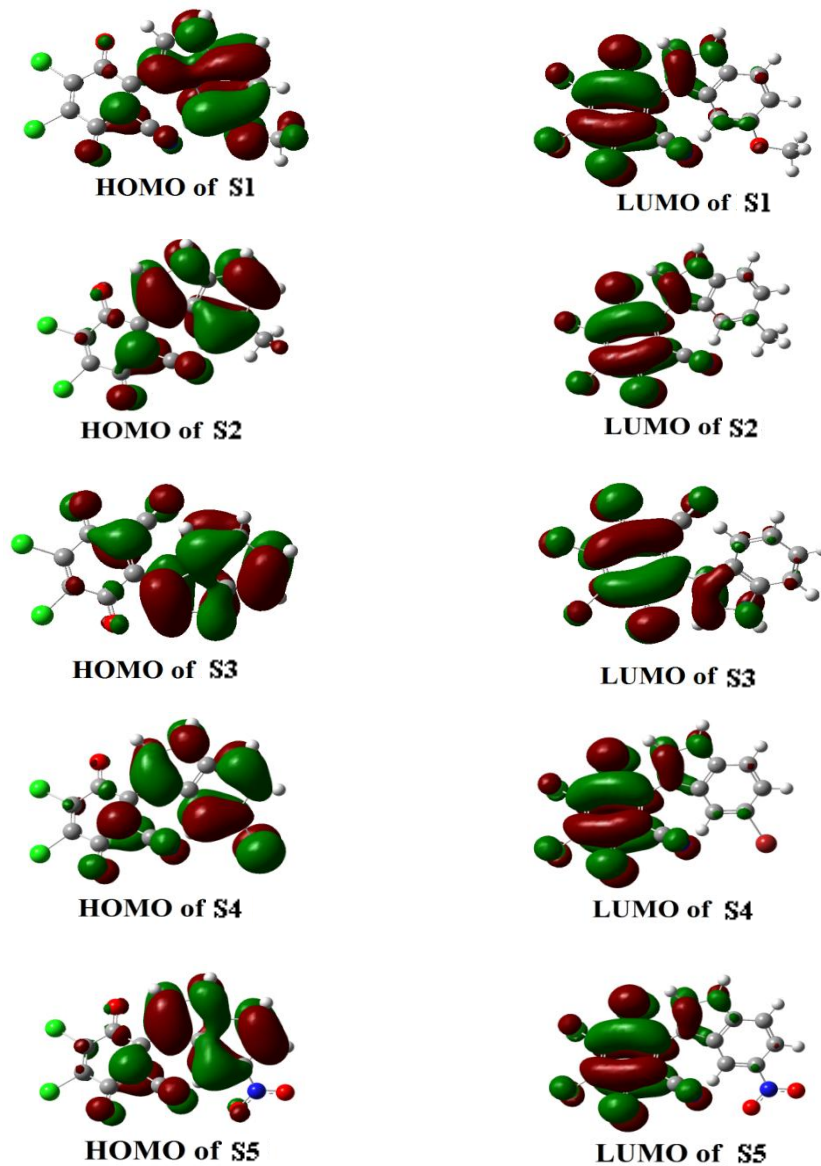 HOMO of S1
LUMO of S1
HOMO of S2
LUMO of S2
HOMO of S3
LUMO of S3
HOMO of S4
LUMO of S4
HOMO of S5
LUMO of S5